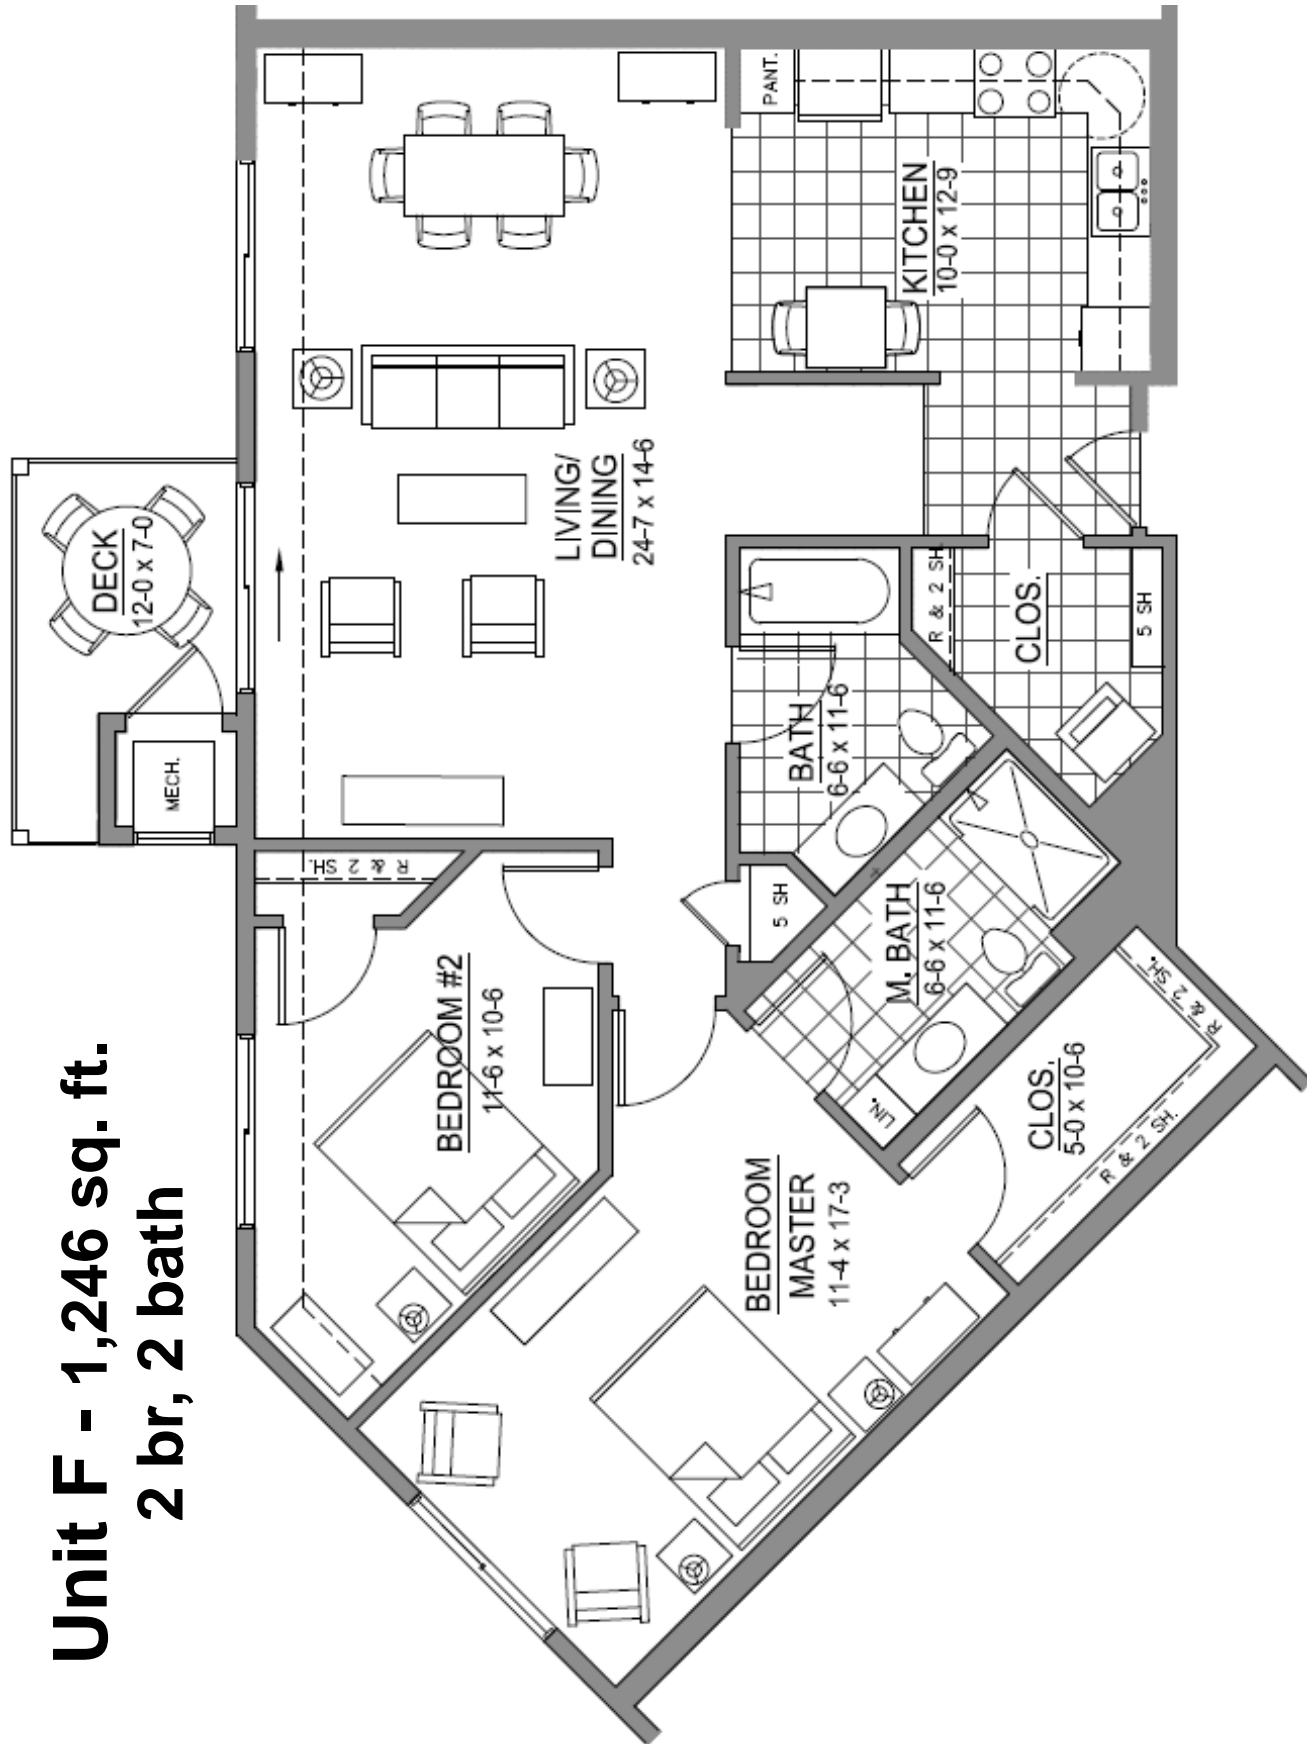 Unit F - 1,246 sq. ft.
2 br, 2 bath
DECK
12-0 x 7-0
MECH.
LIVING/
DINING
24-7 x 14-6
PANT.
KITCHEN
10-0 x 12-9
R & 2 SH.
BEDROOM #2
11-6 x 10-6
BATH
6-6 x 11-6
R & 2 SH.
CLOS.
5 SH
5 SH
M. BATH
6-6 x 11-6
LIN.
BEDROOM
MASTER
11-4 x 17-3
CLOS.
5-0 x 10-6
R & 2 SH.
R & 2 SH.